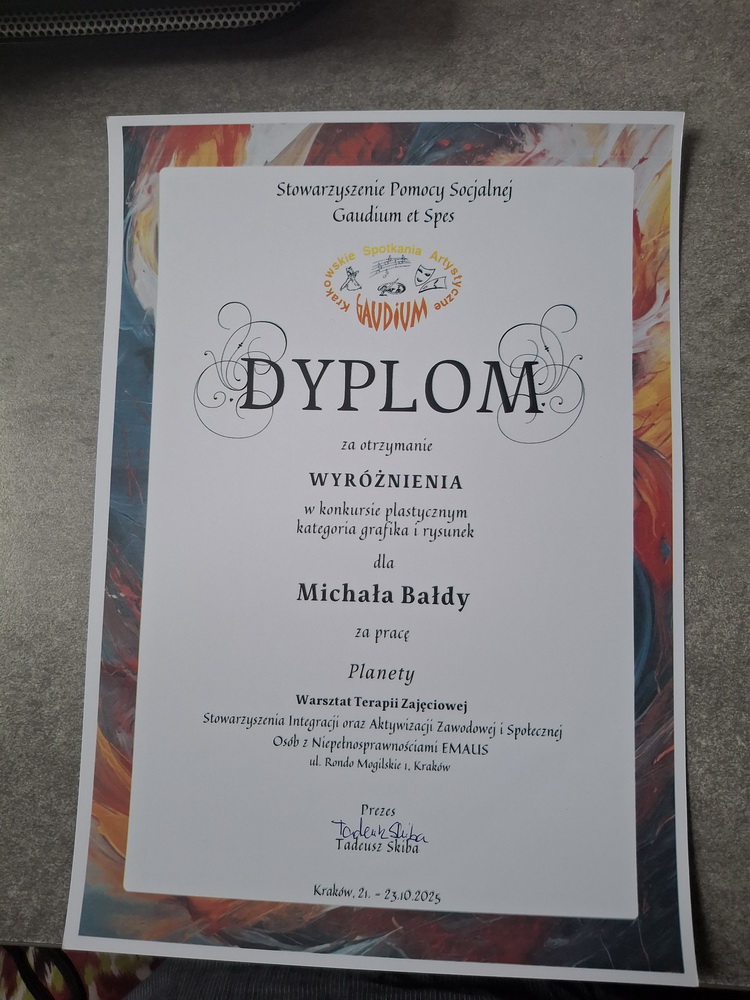 Stowarzyszenie Pomocy Socjalnej
Gaudium et Spes
Krakowskie Spotkania Artystyczne
GAUDIUM
DYPLOM
za otrzymanie
WYRÓŻNIENIA
w konkursie plastycznym
kategoria grafika i rysunek
dla
Michała Bałdy
za pracę
Planety
Warsztat Terapii Zajęciowej
Stowarzyszenia Integracji oraz Aktywizacji Zawodowej i Społecznej
Osób z Niepełnosprawnościami EMAUS
ul. Rondo Mogilskie 1, Kraków
Prezes
Tadeusz Skiba
Tadeusz Skiba
Kraków, 21. - 23.10.2025